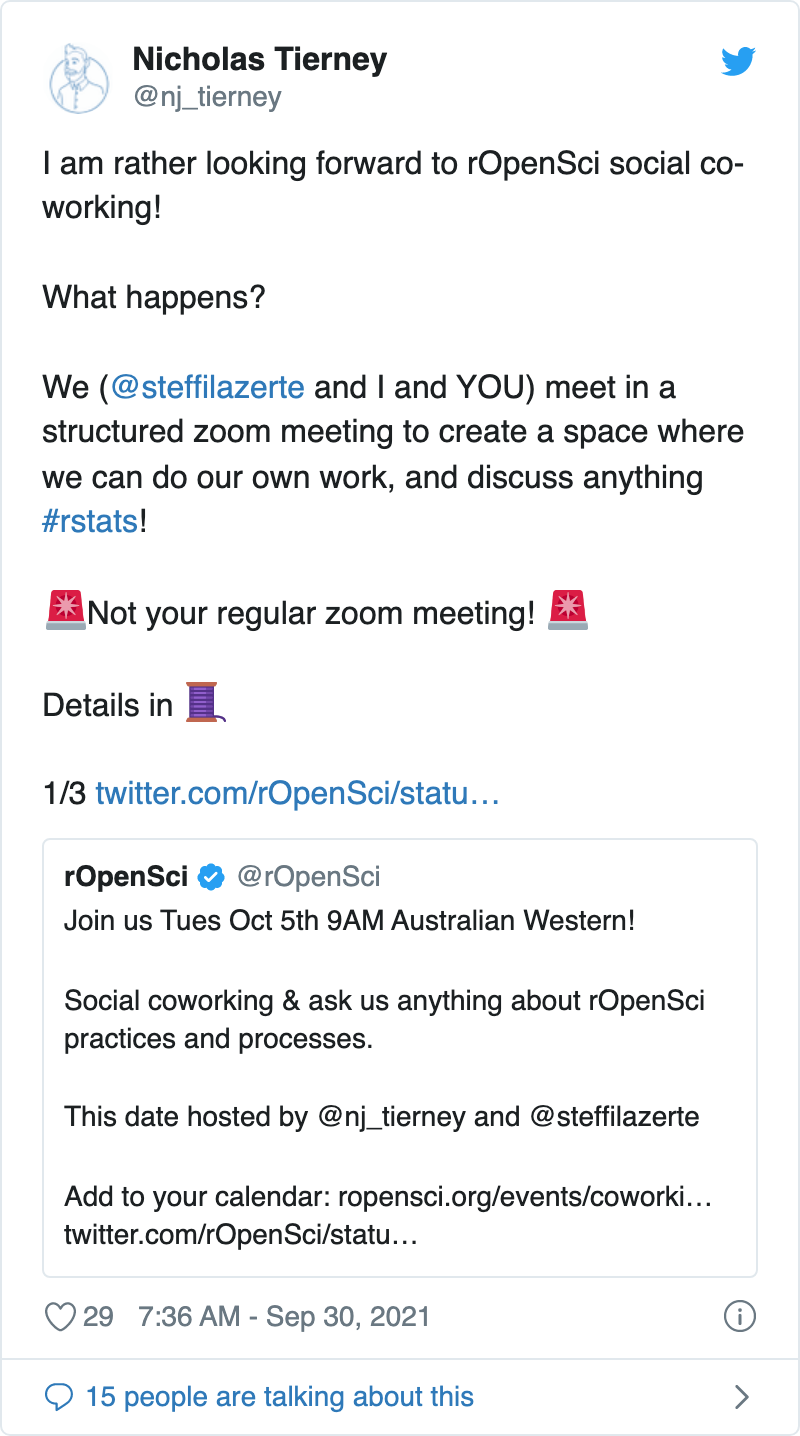 Nicholas Tierney
@nj_tierney
I am rather looking forward to rOpenSci social co-
working!
What happens?
We (@steffilazerte and I and YOU) meet in a
structured zoom meeting to create a space where
we can do our own work, and discuss anything
#rstats!
🚨Not your regular zoom meeting! 🚨
Details in 🧵
1/3 twitter.com/rOpenSci/statu…
rOpenSci @rOpenSci
Join us Tues Oct 5th 9AM Australian Western!
Social coworking & ask us anything about rOpenSci
practices and processes.
This date hosted by @nj_tierney and @steffilazerte
Add to your calendar: ropensci.org/events/coworki…
twitter.com/rOpenSci/statu…
29 7:36 AM - Sep 30, 2021
15 people are talking about this